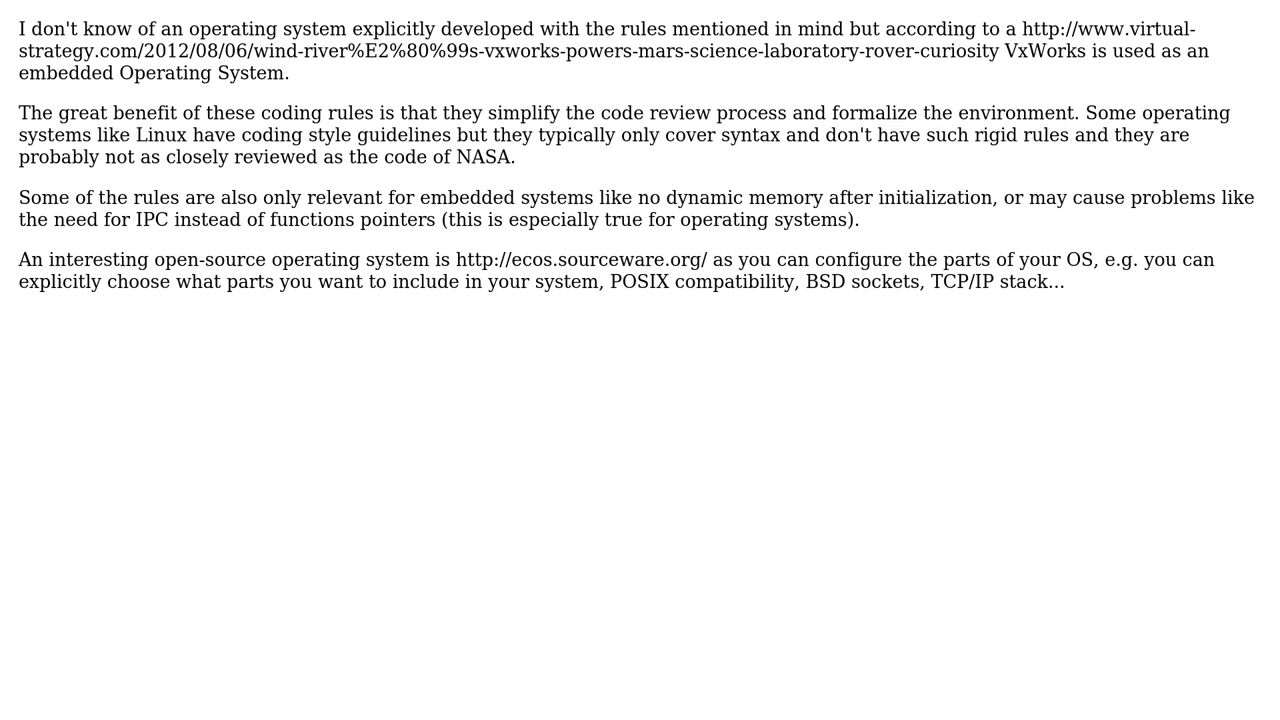 I don't know of an operating system explicitly developed with the rules mentioned in mind but according to a http://www.virtual-
strategy.com/2012/08/06/wind-river%E2%80%99s-vxworks-powers-mars-science-laboratory-rover-curiosity VxWorks is used as an
embedded Operating System.
The great benefit of these coding rules is that they simplify the code review process and formalize the environment. Some operating
systems like Linux have coding style guidelines but they typically only cover syntax and don't have such rigid rules and they are
probably not as closely reviewed as the code of NASA.
Some of the rules are also only relevant for embedded systems like no dynamic memory after initialization, or may cause problems like
the need for IPC instead of functions pointers (this is especially true for operating systems).
An interesting open-source operating system is http://ecos.sourceware.org/ as you can configure the parts of your OS, e.g. you can
explicitly choose what parts you want to include in your system, POSIX compatibility, BSD sockets, TCP/IP stack...